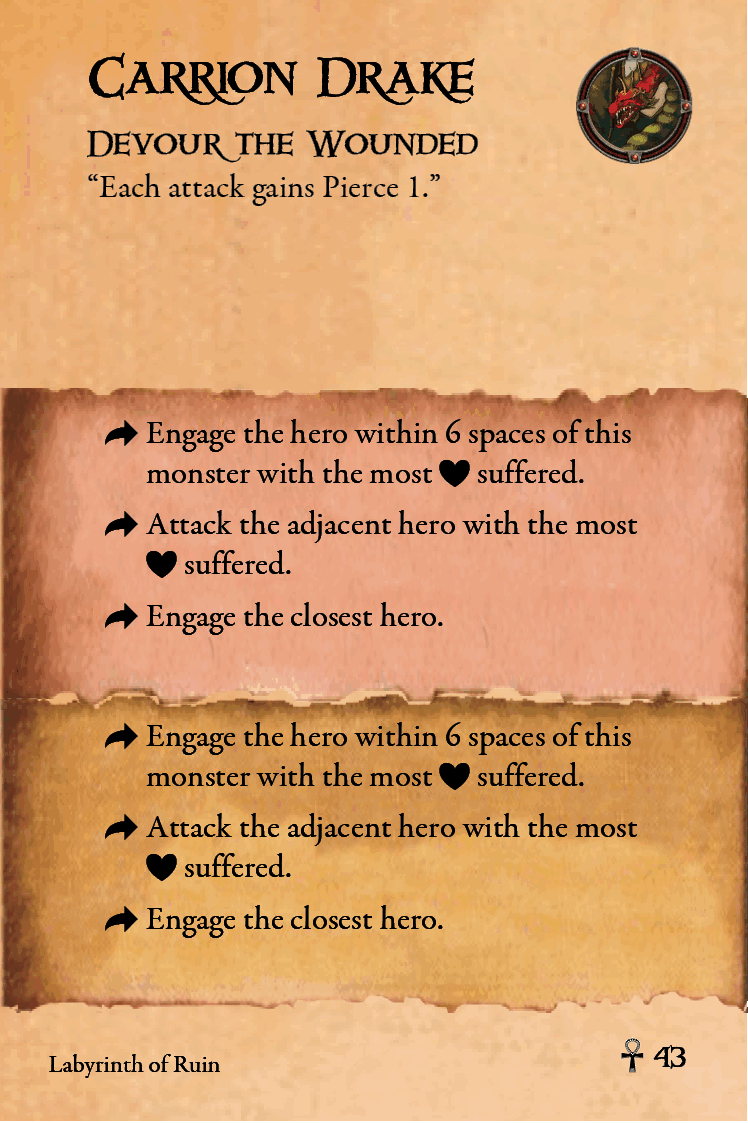 Carrion Drake
Devour the Wounded
“Each attack gains Pierce 1.”
Engage the hero within 6 spaces of this
monster with the most ♥ suffered.
Attack the adjacent hero with the most
♥ suffered.
Engage the closest hero.
Engage the hero within 6 spaces of this
monster with the most ♥ suffered.
Attack the adjacent hero with the most
♥ suffered.
Engage the closest hero.
Labyrinth of Ruin
☥ 43